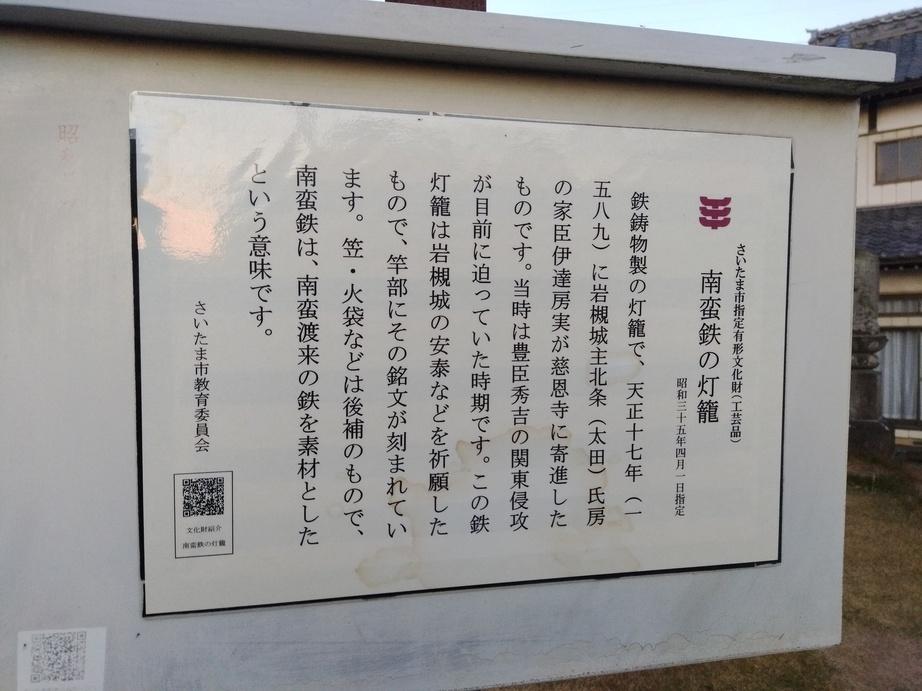 さいたま市指定有形文化財(工芸品)
南蛮鉄の灯籠
昭和三十五年四月一日指定
鉄鋳物製の灯籠で、天正十七年(一
五八九)に岩槻城主北条(太田)氏房
の家臣伊達房実が慈恩寺に寄進した
ものです。当時は豊臣秀吉の関東侵攻
が目前に迫っていた時期です。この鉄
灯籠は岩槻城の安泰などを祈願した
もので、竿部にその銘文が刻まれてい
ます。笠・火袋などは後補のもので、
南蛮鉄は、南蛮渡来の鉄を素材とした
という意味です。
さいたま市教育委員会
文化財紹介
南蛮鉄の灯籠
昭